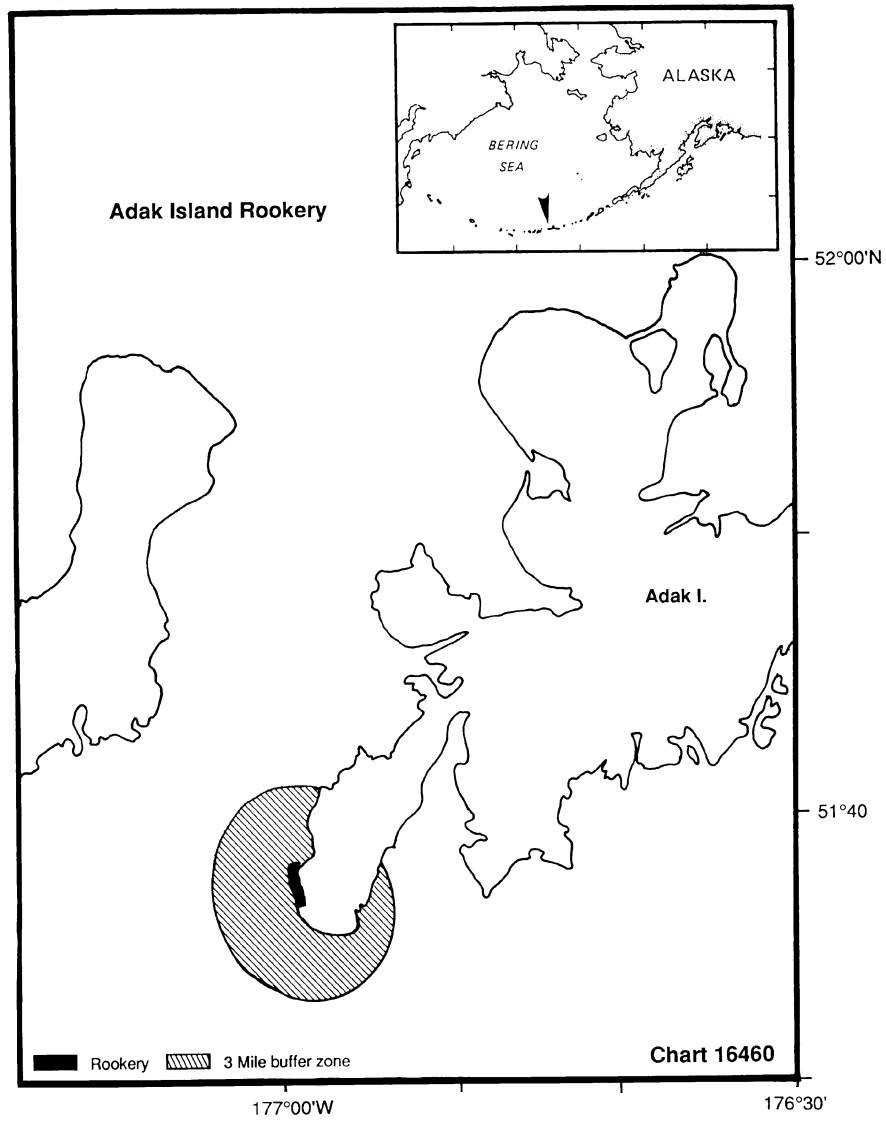 ALASKA
BERING
SEA
Adak Island Rookery
52°00'N
Adak I.
51°40
Rookery
3 Mile buffer zone
Chart 16460
177°00'W
176°30'